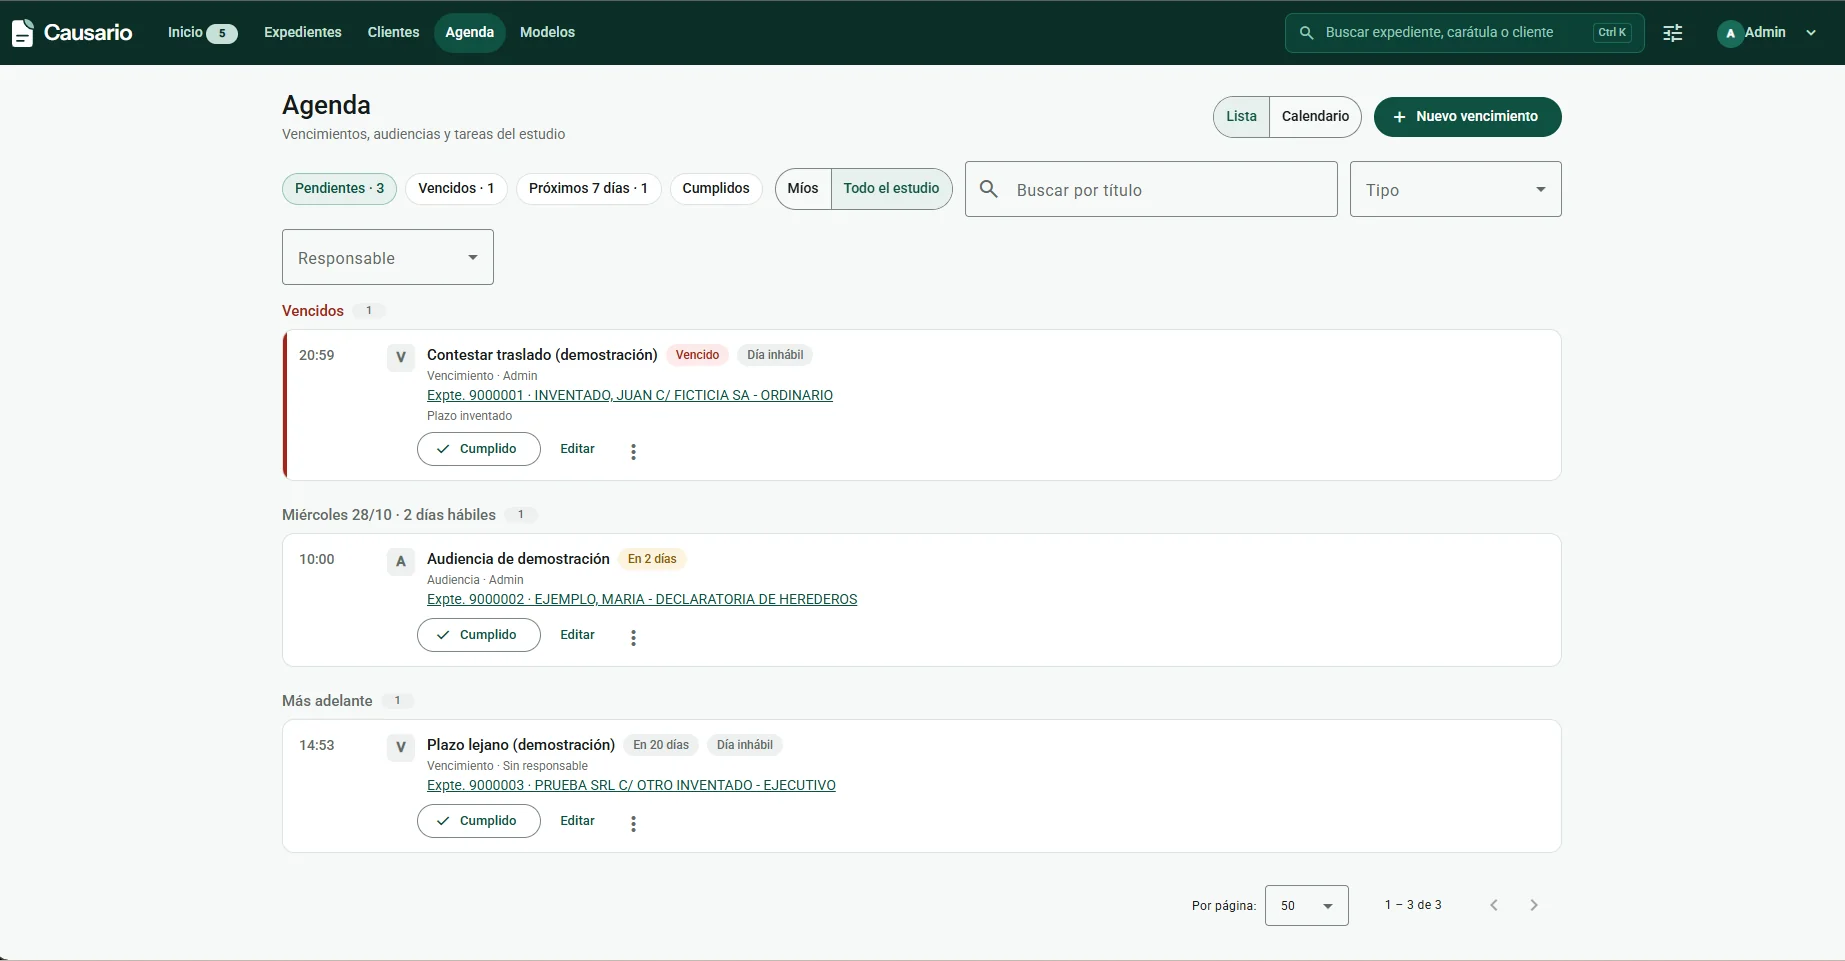 Causario
Inicio 5 Expedientes Clientes Agenda Modelos
Buscar expediente, carátula o cliente Ctrl K
A Admin
Agenda
Vencimientos, audiencias y tareas del estudio
Lista Calendario
+ Nuevo vencimiento
Pendientes · 3 Vencidos · 1 Próximos 7 días · 1 Cumplidos Míos Todo el estudio
Buscar por título
Tipo
Responsable
Vencidos 1
20:59 V Contestar traslado (demostración) Vencido Día inhábil
Vencimiento · Admin
Expte. 9000001 · INVENTADO, JUAN C/ FICTICIA SA - ORDINARIO
Plazo inventado
Cumplido Editar
Miércoles 28/10 · 2 días hábiles 1
10:00 A Audiencia de demostración En 2 días
Audiencia · Admin
Expte. 9000002 · EJEMPLO, MARIA - DECLARATORIA DE HEREDEROS
Cumplido Editar
Más adelante 1
14:53 V Plazo lejano (demostración) En 20 días Día inhábil
Vencimiento · Sin responsable
Expte. 9000003 · PRUEBA SRL C/ OTRO INVENTADO - EJECUTIVO
Cumplido Editar
Por página: 50 1 – 3 de 3